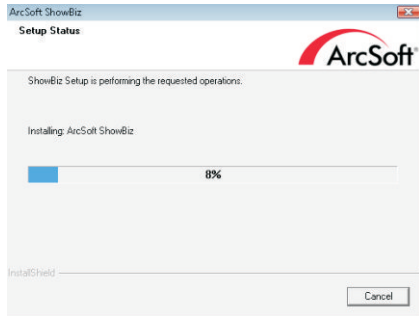 ArcSoft ShowBiz
Setup Status
ArcSoft
ShowBiz Setup is performing the requested operations.
Installing: ArcSoft ShowBiz
8%
InstallShield
Cancel